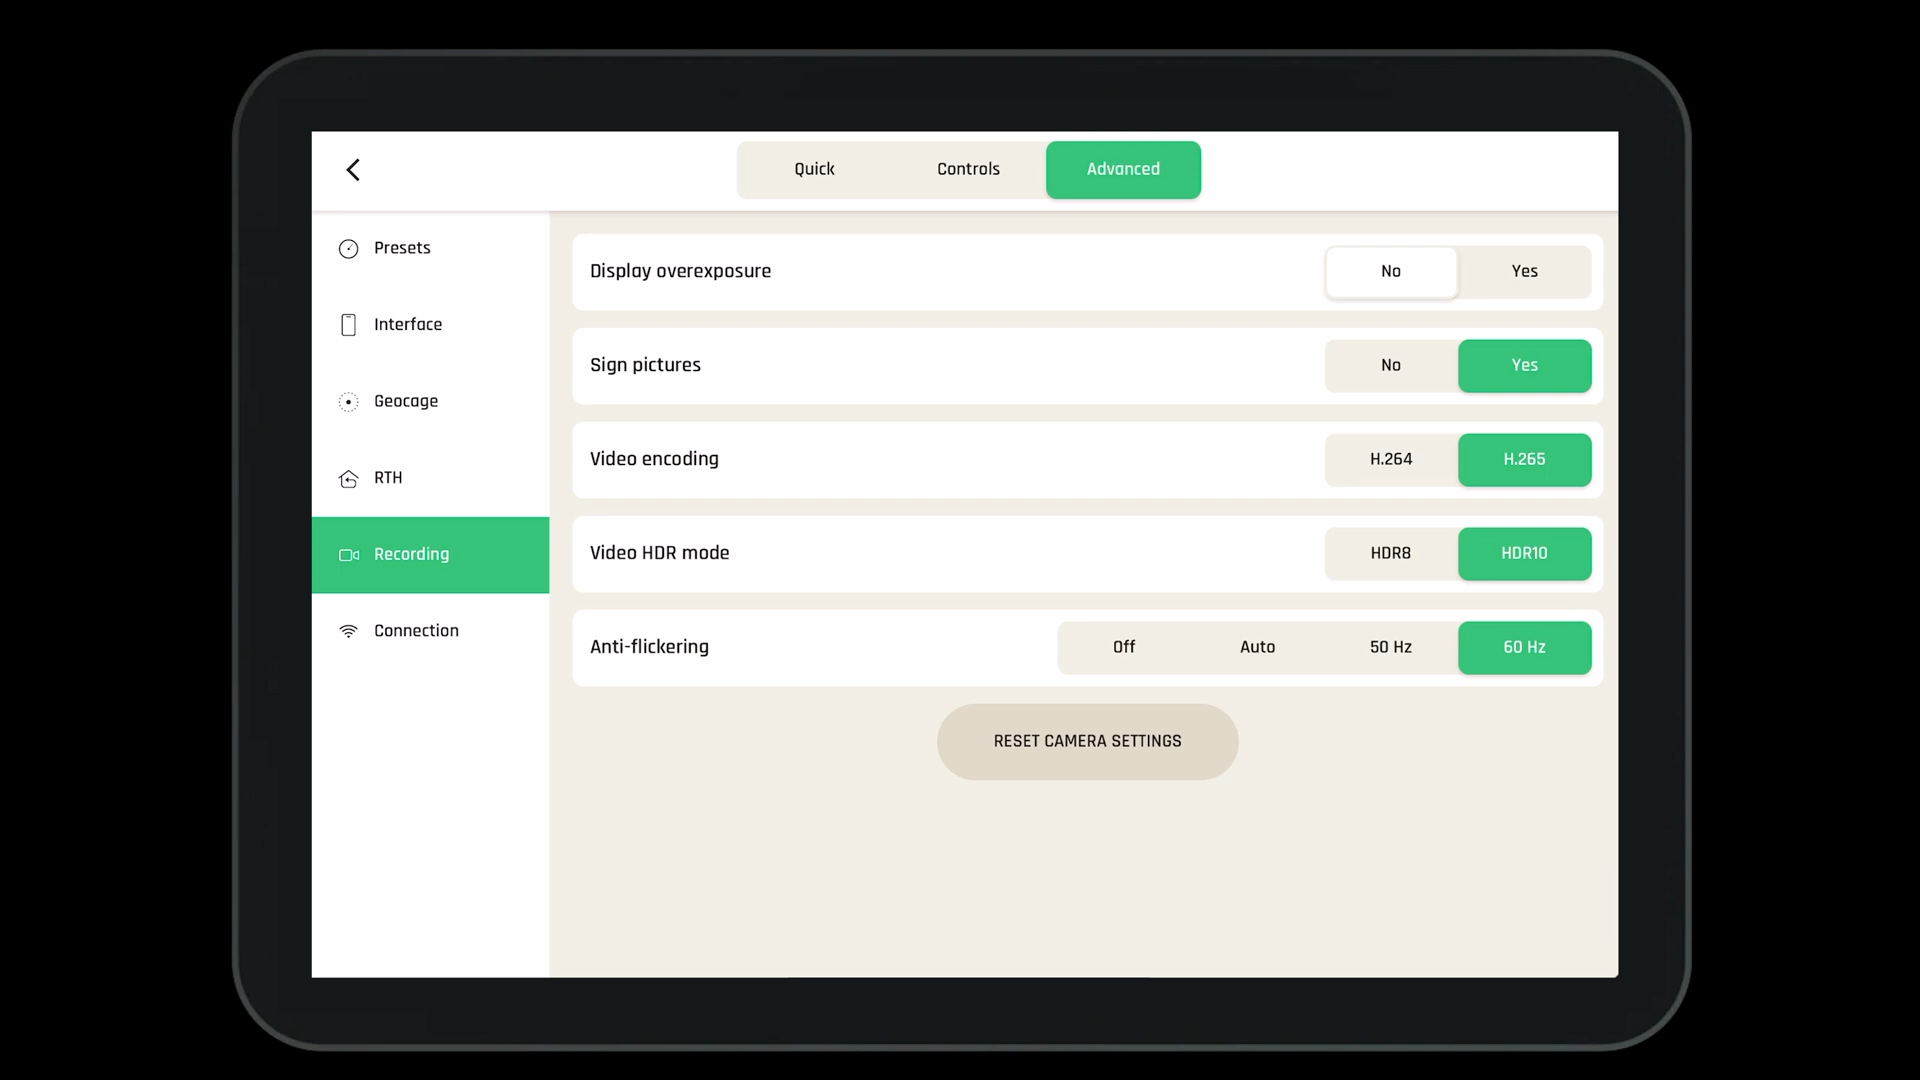 Quick Controls Advanced
Presets
Interface
Geocage
RTH
Recording
Connection
Display overexposure No Yes
Sign pictures No Yes
Video encoding H.264 H.265
Video HDR mode HDR8 HDR10
Anti-flickering Off Auto 50 Hz 60 Hz
RESET CAMERA SETTINGS